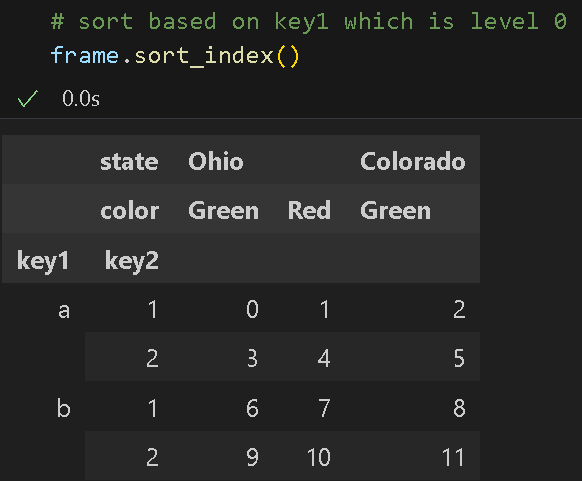 # sort based on key1 which is level 0
frame.sort_index()
0.0s
state Ohio Colorado
color Green Red Green
key1 key2
a 1 0 1 2
2 3 4 5
b 1 6 7 8
2 9 10 11